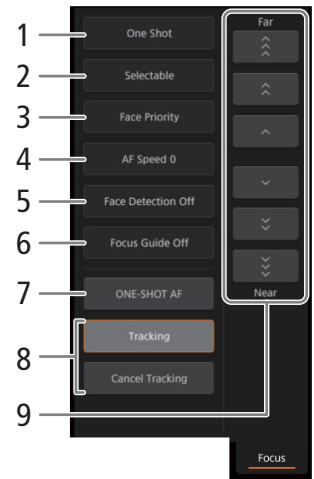 1 One Shot
2 Selectable
3 Face Priority
4 AF Speed 0
5 Face Detection Off
6 Focus Guide Off
7 ONE-SHOT AF
8 Tracking
Cancel Tracking
9
Far
Near
Focus